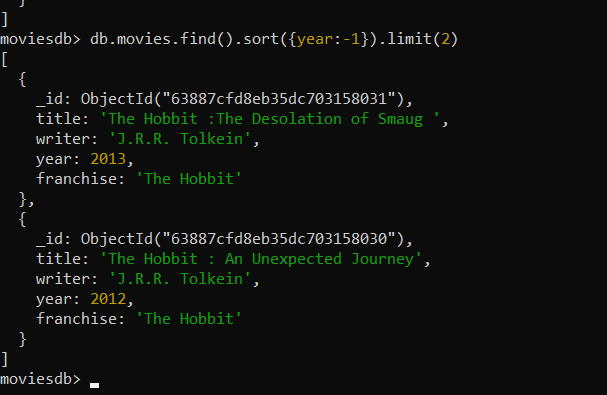 }
]
moviesdb> db.movies.find().sort({year:-1}).limit(2)
[
  {
    _id: ObjectId("63887cfd8eb35dc703158031"),
    title: 'The Hobbit :The Desolation of Smaug ',
    writer: 'J.R.R. Tolkein',
    year: 2013,
    franchise: 'The Hobbit'
  },
  {
    _id: ObjectId("63887cfd8eb35dc703158030"),
    title: 'The Hobbit : An Unexpected Journey',
    writer: 'J.R.R. Tolkein',
    year: 2012,
    franchise: 'The Hobbit'
  }
]
moviesdb>